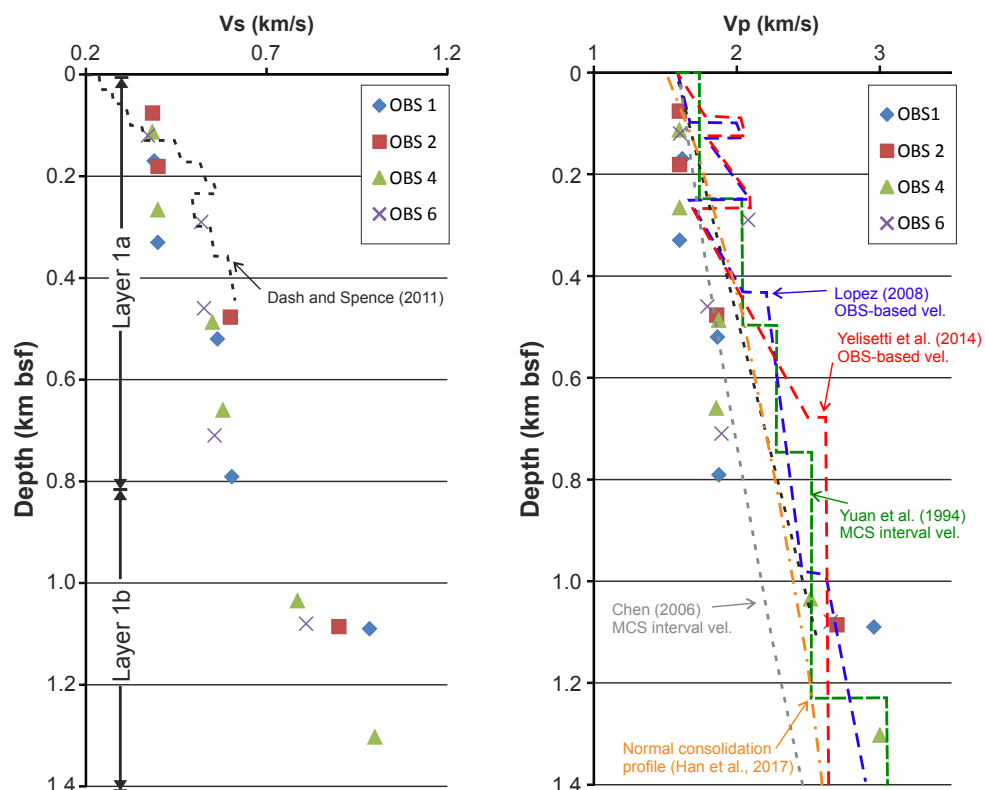 Vs (km/s)
0.2
0.7
1.2
0
0.2
0.4
0.6
0.8
1.0
1.2
1.4
Depth (km bsf)
Layer 1a
Layer 1b
OBS 1
OBS 2
OBS 4
OBS 6
Dash and Spence (2011)
Vp (km/s)
1
2
3
0
0.2
0.4
0.6
0.8
1.0
1.2
1.4
Depth (km bsf)
OBS1
OBS 2
OBS 4
OBS 6
Lopez (2008)
OBS-based vel.
Yelisetti et al. (2014)
OBS-based vel.
Yuan et al. (1994)
MCS interval vel.
Chen (2006)
MCS interval vel.
Normal consolidation
profile (Han et al., 2017)